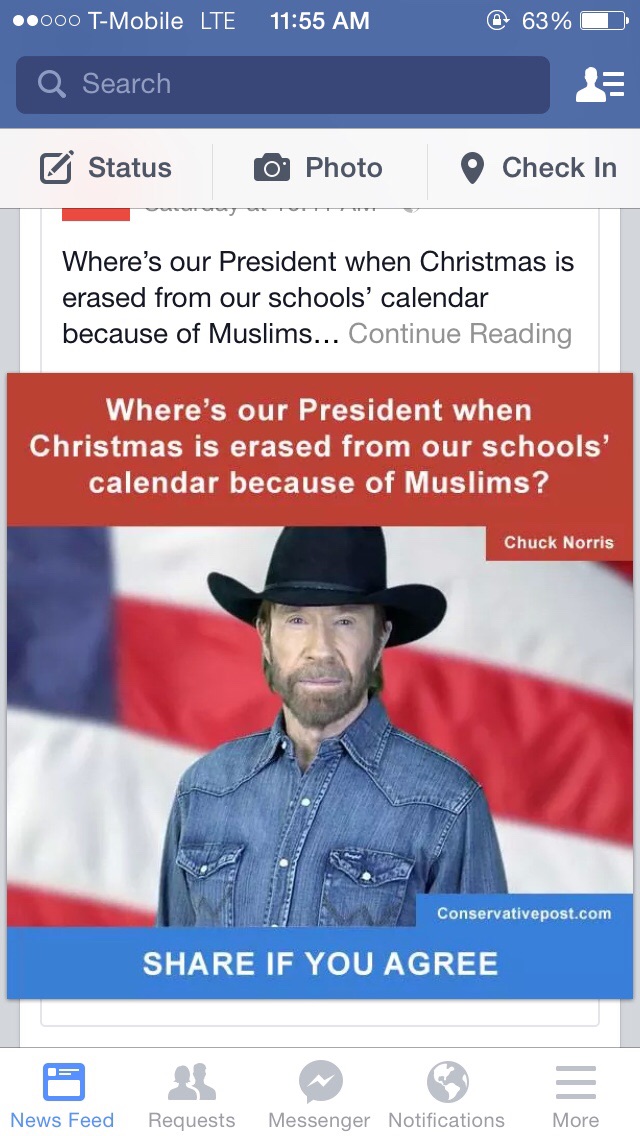 T-Mobile LTE 11:55 AM 63%
Search
Status Photo Check In
Where’s our President when Christmas is
erased from our schools’ calendar
because of Muslims… Continue Reading
Where’s our President when
Christmas is erased from our schools’
calendar because of Muslims?
Chuck Norris
Conservativepost.com
SHARE IF YOU AGREE
News Feed Requests Messenger Notifications More